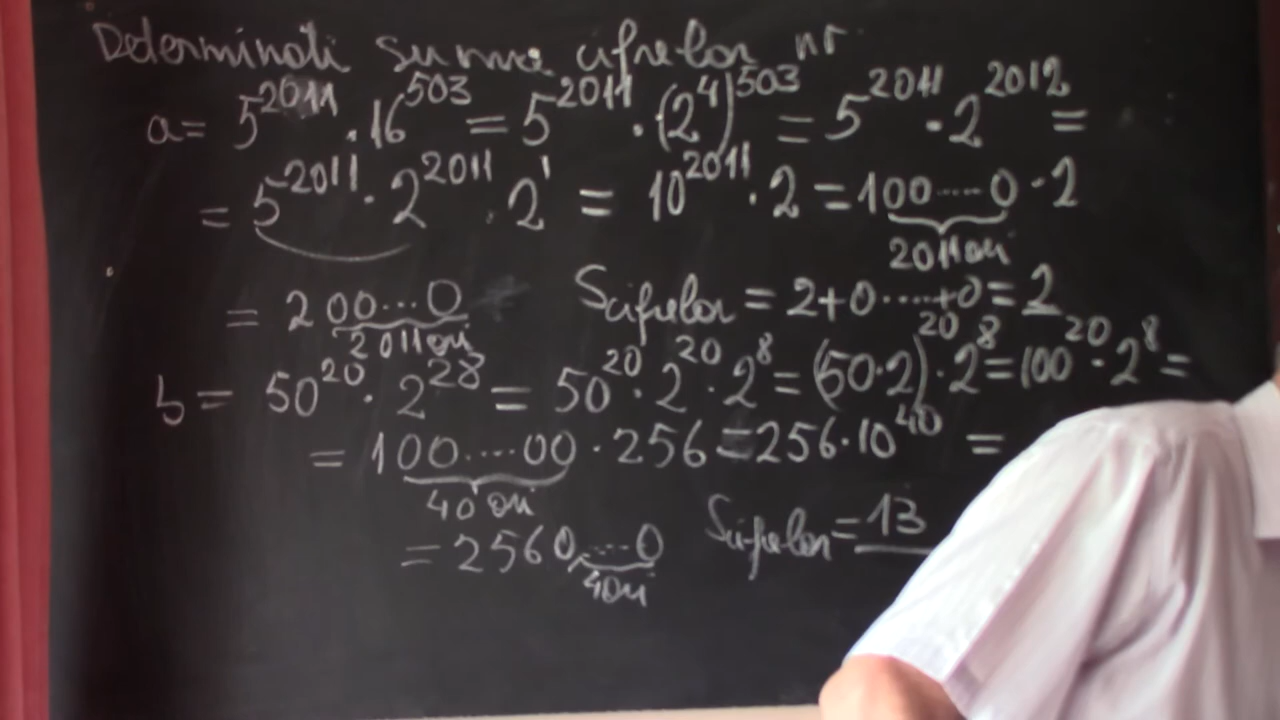 Determinati suma cifrelor nr
a = 5^2011 · 16^503 = 5^2011 · (2^4)^503 = 5^2011 · 2^2012 =
= 5^2011 · 2^2011 · 2^1 = 10^2011 · 2 = 100....0 · 2
2011 ori
= 200...0 Scifrelor = 2+0....+0 = 2
2011 ori
b = 50^20 · 2^28 = 50^20 · 2^20 · 2^8 = (50·2)^20 · 2^8 = 100^20 · 2^8 =
= 100....00 · 256 = 256 · 10^40 =
40 ori
= 2560....0 Scifrelor = 13
40 ori